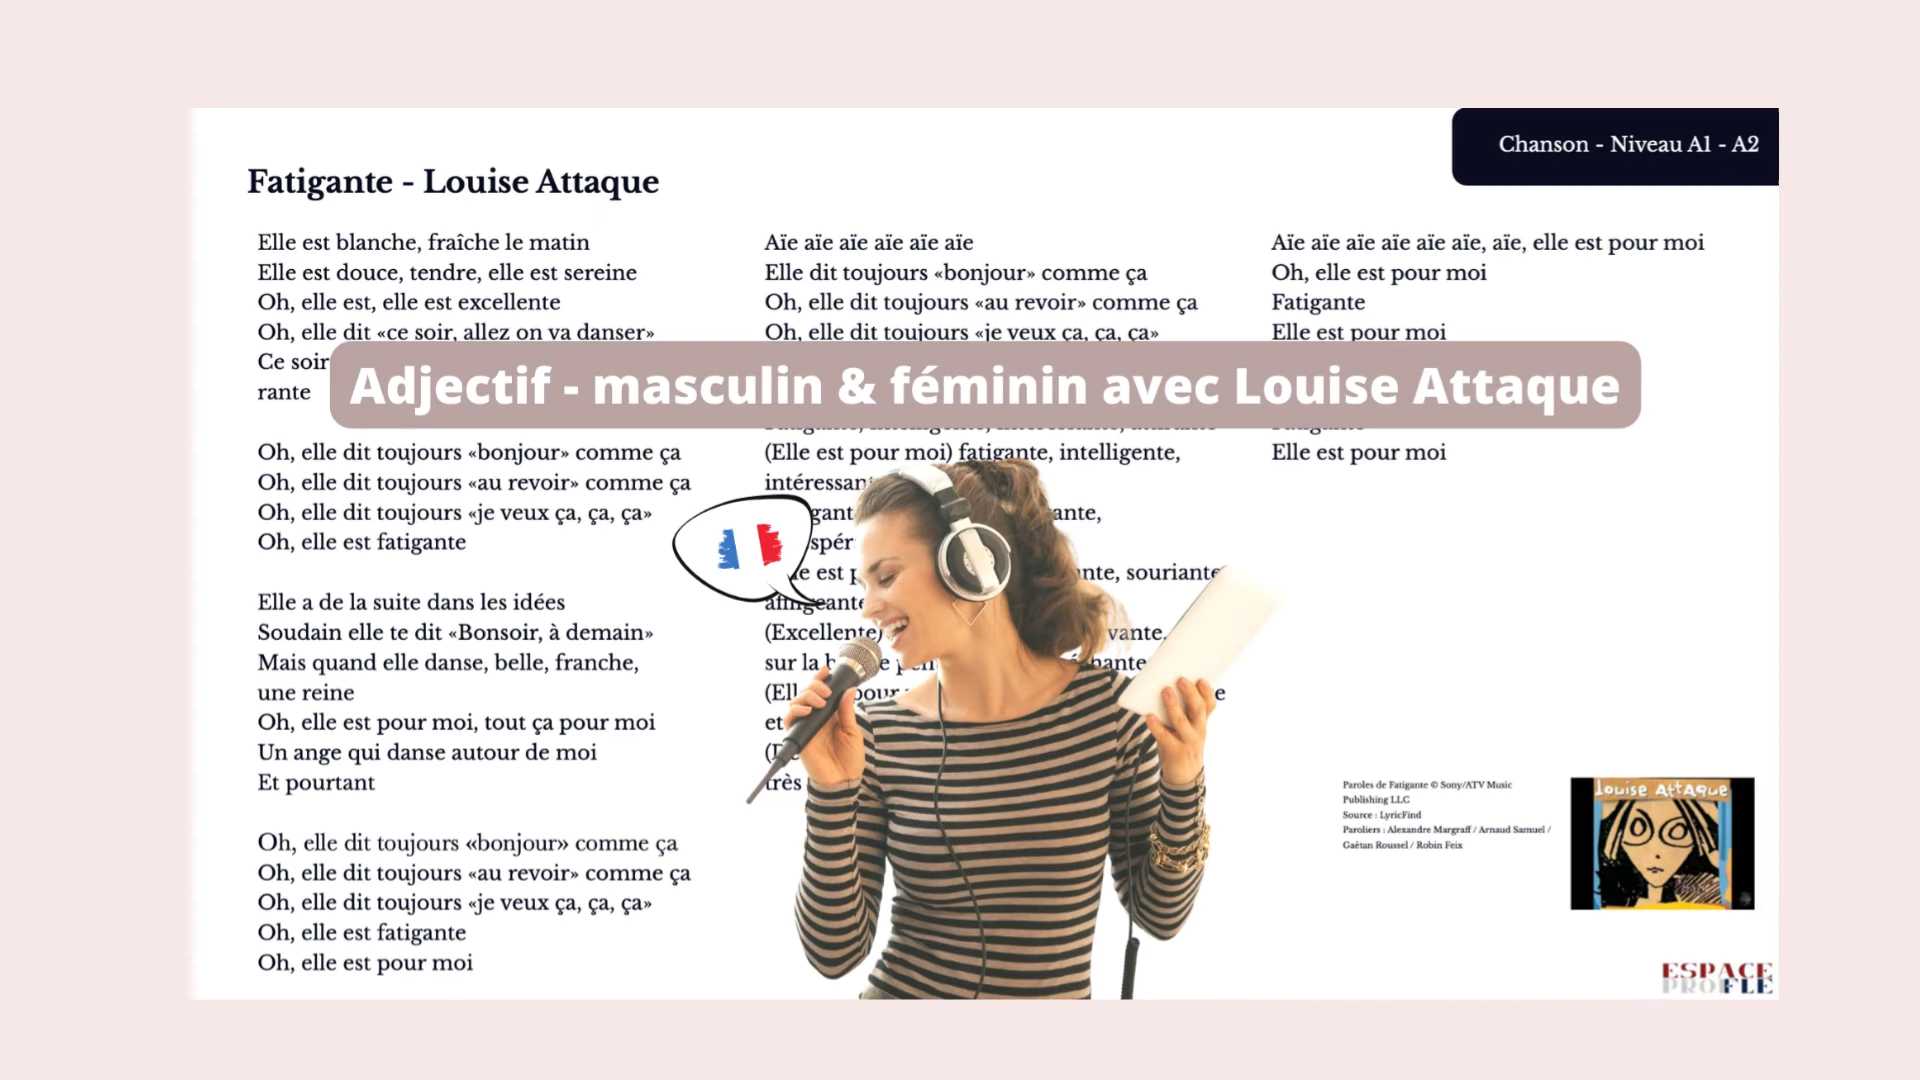 Chanson - Niveau A1 - A2
Fatigante - Louise Attaque
Elle est blanche, fraîche le matin
Elle est douce, tendre, elle est sereine
Oh, elle est, elle est excellente
Oh, elle dit «ce soir, allez on va danser»
Ce soir
rante
Oh, elle dit toujours «bonjour» comme ça
Oh, elle dit toujours «au revoir» comme ça
Oh, elle dit toujours «je veux ça, ça, ça»
Oh, elle est fatigante
Elle a de la suite dans les idées
Soudain elle te dit «Bonsoir, à demain»
Mais quand elle danse, belle, franche,
une reine
Oh, elle est pour moi, tout ça pour moi
Un ange qui danse autour de moi
Et pourtant
Oh, elle dit toujours «bonjour» comme ça
Oh, elle dit toujours «au revoir» comme ça
Oh, elle dit toujours «je veux ça, ça, ça»
Oh, elle est fatigante
Oh, elle est pour moi
Aïe aïe aïe aïe aïe aïe
Elle dit toujours «bonjour» comme ça
Oh, elle dit toujours «au revoir» comme ça
Oh, elle dit toujours «je veux ça, ça, ça»
Adjectif - masculin & féminin avec Louise Attaque
(Elle est pour moi) fatigante, intelligente,
est souriante
(Excellente)
sur la
et
très
Aïe aïe aïe aïe aïe aïe, aïe, elle est pour moi
Oh, elle est pour moi
Fatigante
Elle est pour moi
Elle est pour moi
Paroles de Fatigante © Sony/ATV Music
Publishing LLC
Source : LyricFind
Paroliers : Alexandre Margraff / Arnaud Samuel /
Gaëtan Roussel / Robin Feix
Louise Attaque
ESPACE
PROFLE